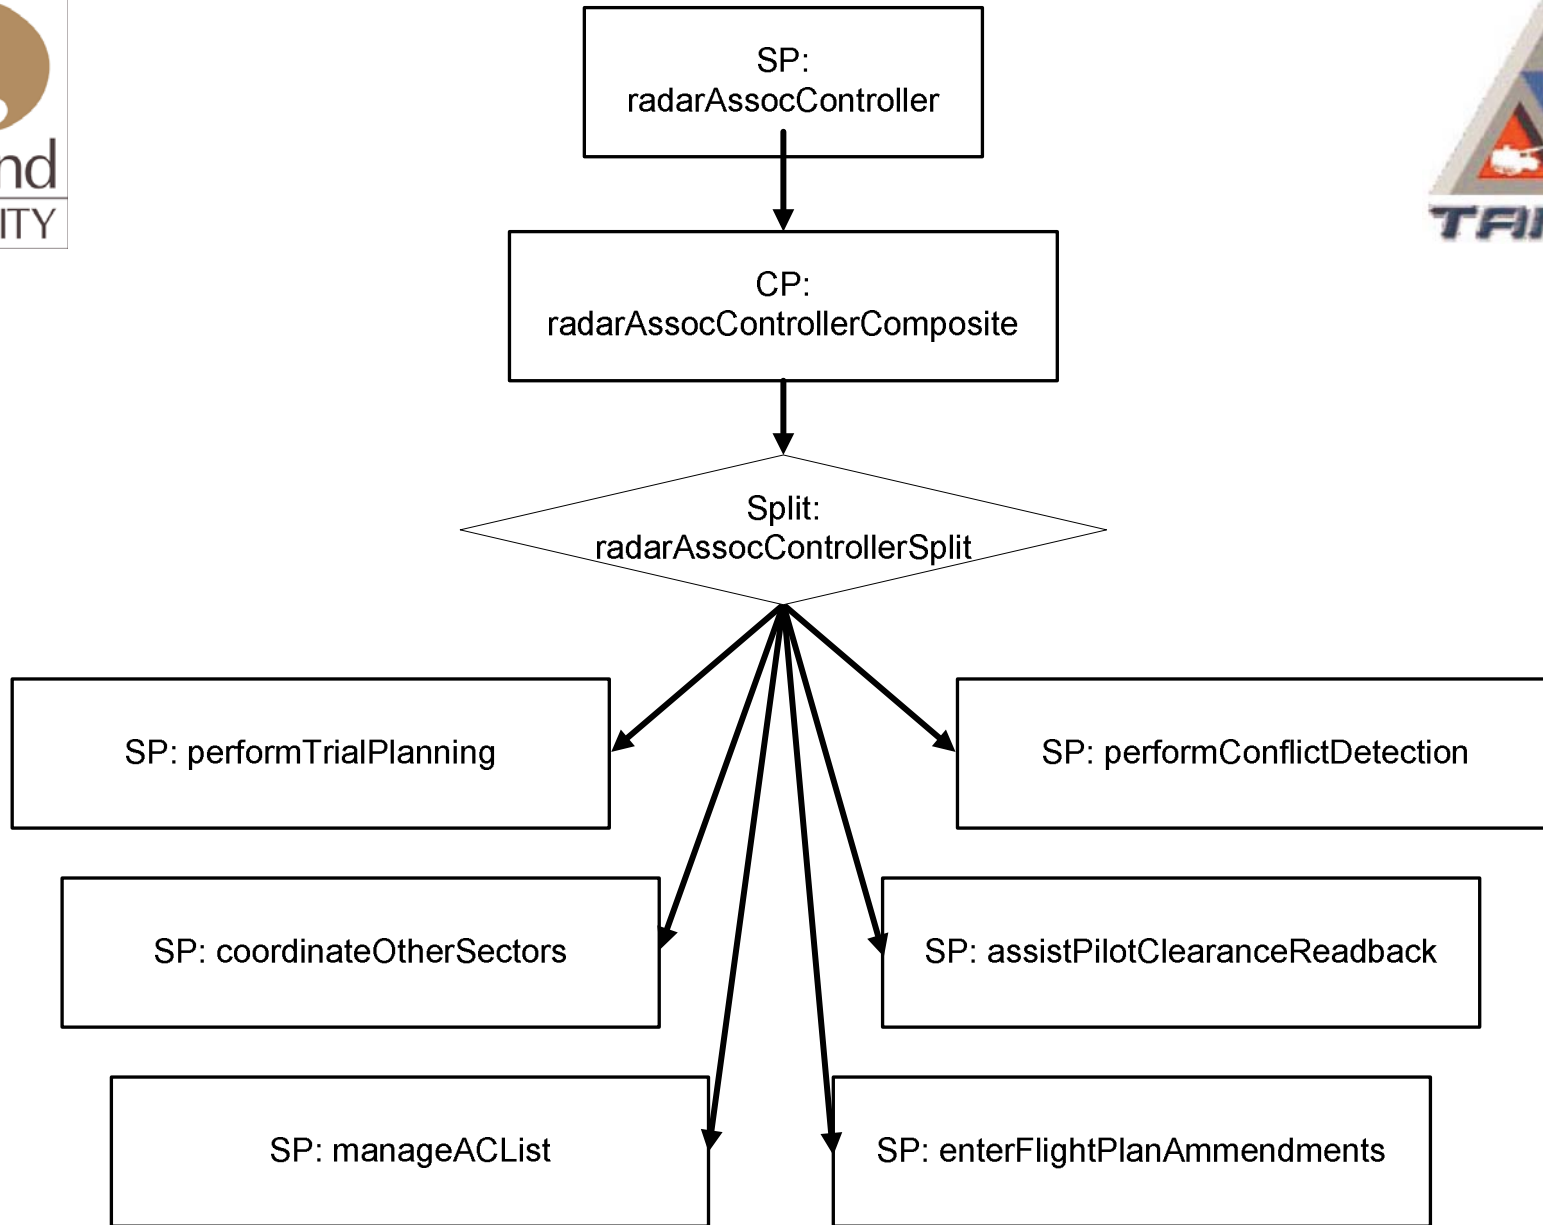 SP:
radarAssocController
CP:
radarAssocControllerComposite
Split:
radarAssocControllerSplit
SP: performTrialPlanning
SP: performConflictDetection
SP: coordinateOtherSectors
SP: assistPilotClearanceReadback
SP: manageACList
SP: enterFlightPlanAmmendments